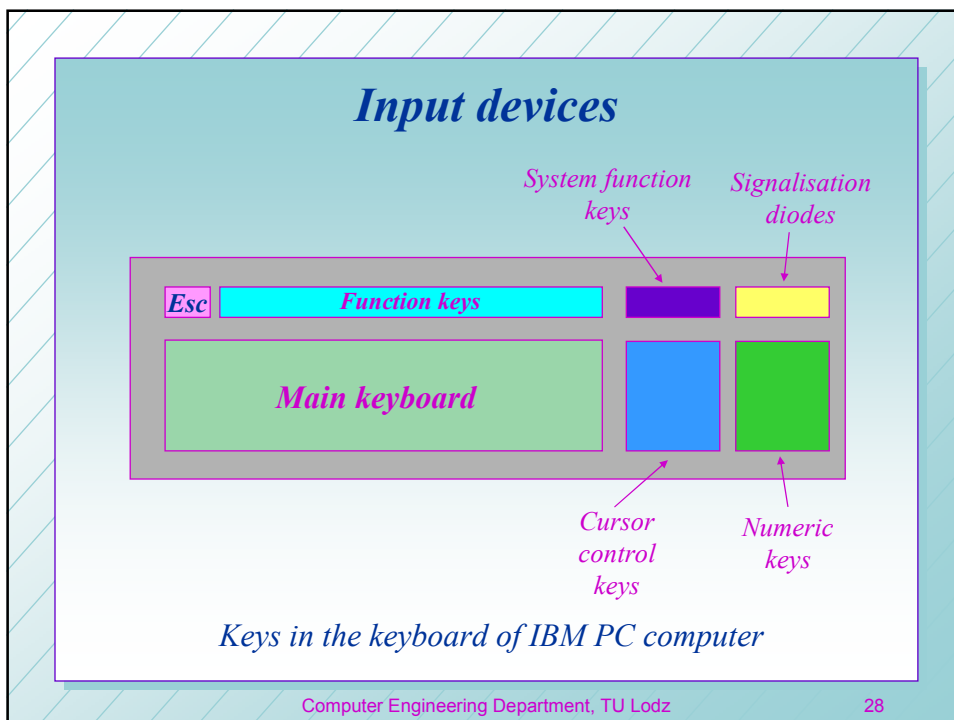 Input devices
System function
keys
Signalisation
diodes
Esc
Function keys
Main keyboard
Cursor
control
keys
Numeric
keys
Keys in the keyboard of IBM PC computer
Computer Engineering Department, TU Lodz
28